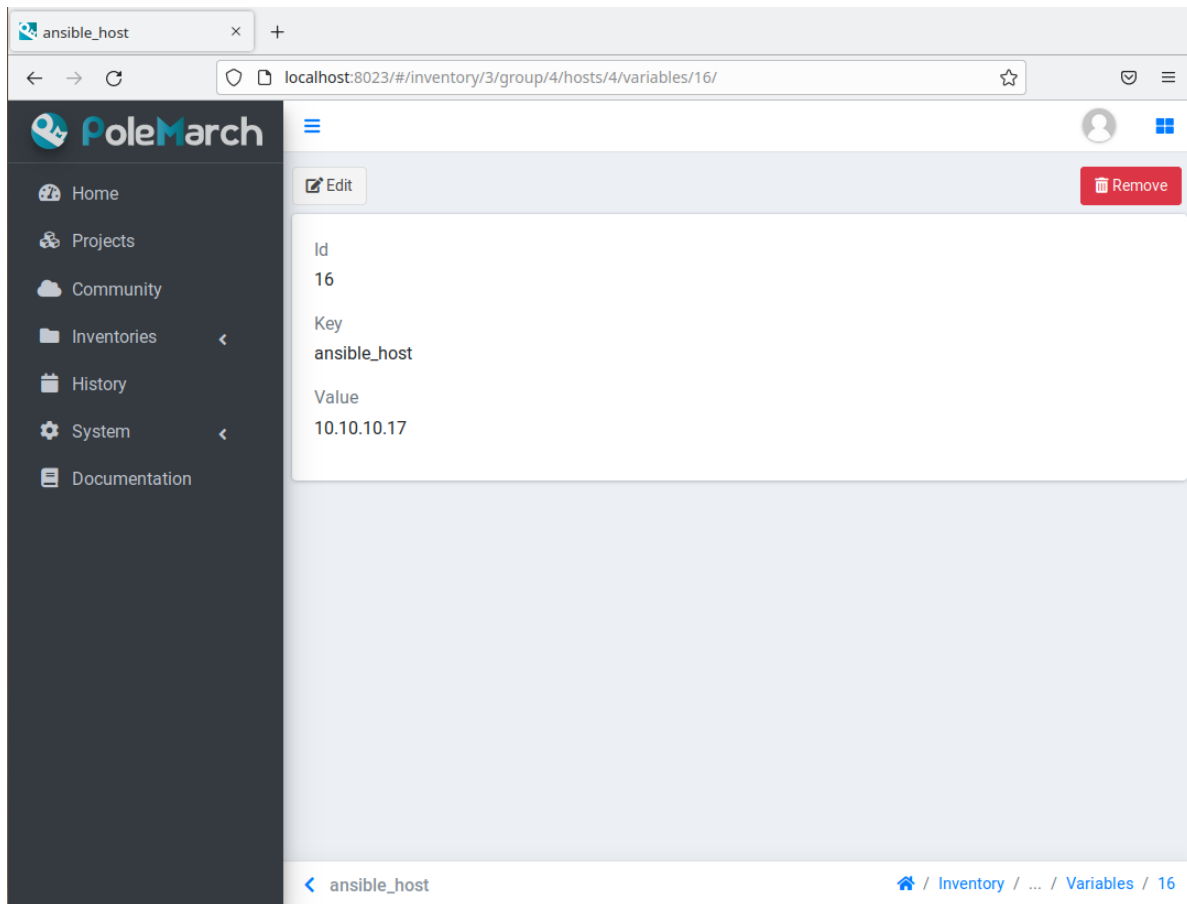 ansible_host
localhost:8023/#/inventory/3/group/4/hosts/4/variables/16/
PoleMarch
Home
Projects
Community
Inventories
History
System
Documentation
Edit
Remove
Id
16
Key
ansible_host
Value
10.10.10.17
ansible_host
/ Inventory / ... / Variables / 16